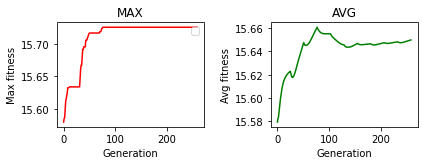 MAX
Max fitness
15.70
15.65
15.60
0
100
200
Generation
AVG
Avg fitness
15.66
15.64
15.62
15.60
15.58
0
100
200
Generation